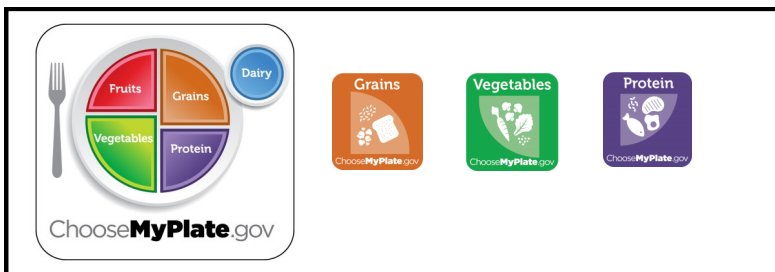 Fruits
Grains
Dairy
Vegetables
Protein
ChooseMyPlate.gov
Grains
ChooseMyPlate.gov
Vegetables
ChooseMyPlate.gov
Protein
ChooseMyPlate.gov